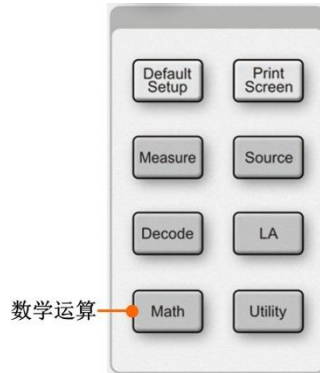 Default
Setup
Print
Screen
Measure
Source
Decode
LA
数学运算
Math
Utility